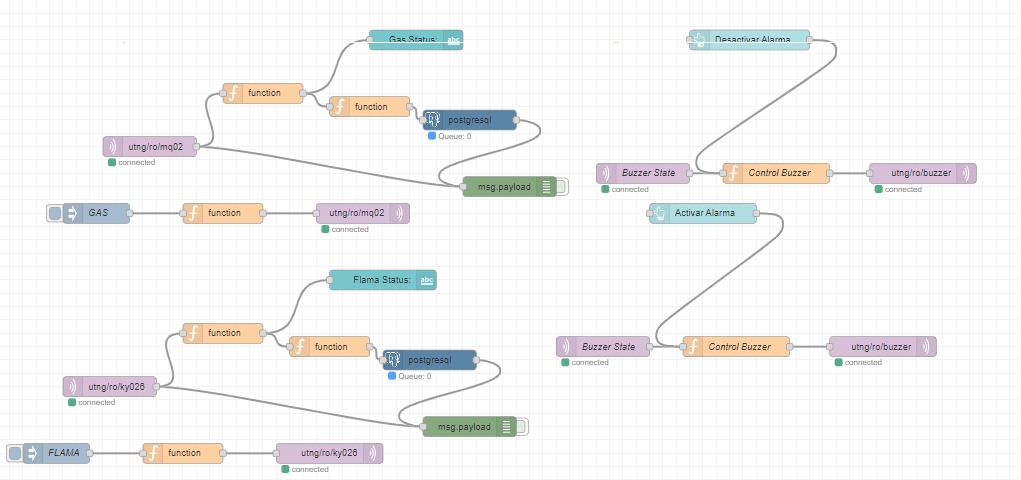 Gas Status:
abc
Desactivar Alarma
function
function
postgresql
Queue: 0
utng/ro/mq02
connected
msg.payload
Buzzer State
connected
Control Buzzer
utng/ro/buzzer
connected
GAS
function
utng/ro/mq02
connected
Activar Alarma
Flama Status:
abc
function
function
postgresql
Queue: 0
Buzzer State
connected
Control Buzzer
utng/ro/buzzer
connected
utng/ro/ky026
connected
msg.payload
FLAMA
function
utng/ro/ky026
connected